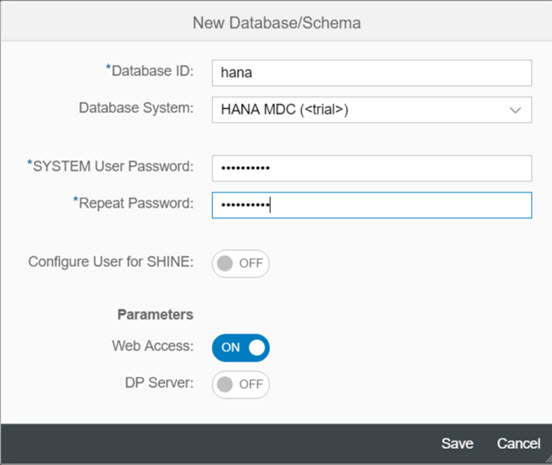 New Database/Schema
*Database ID: hana
Database System: HANA MDC (<trial>)
*SYSTEM User Password: ••••••••••
*Repeat Password: ••••••••••
Configure User for SHINE: OFF
Parameters
Web Access: ON
DP Server: OFF
Save Cancel